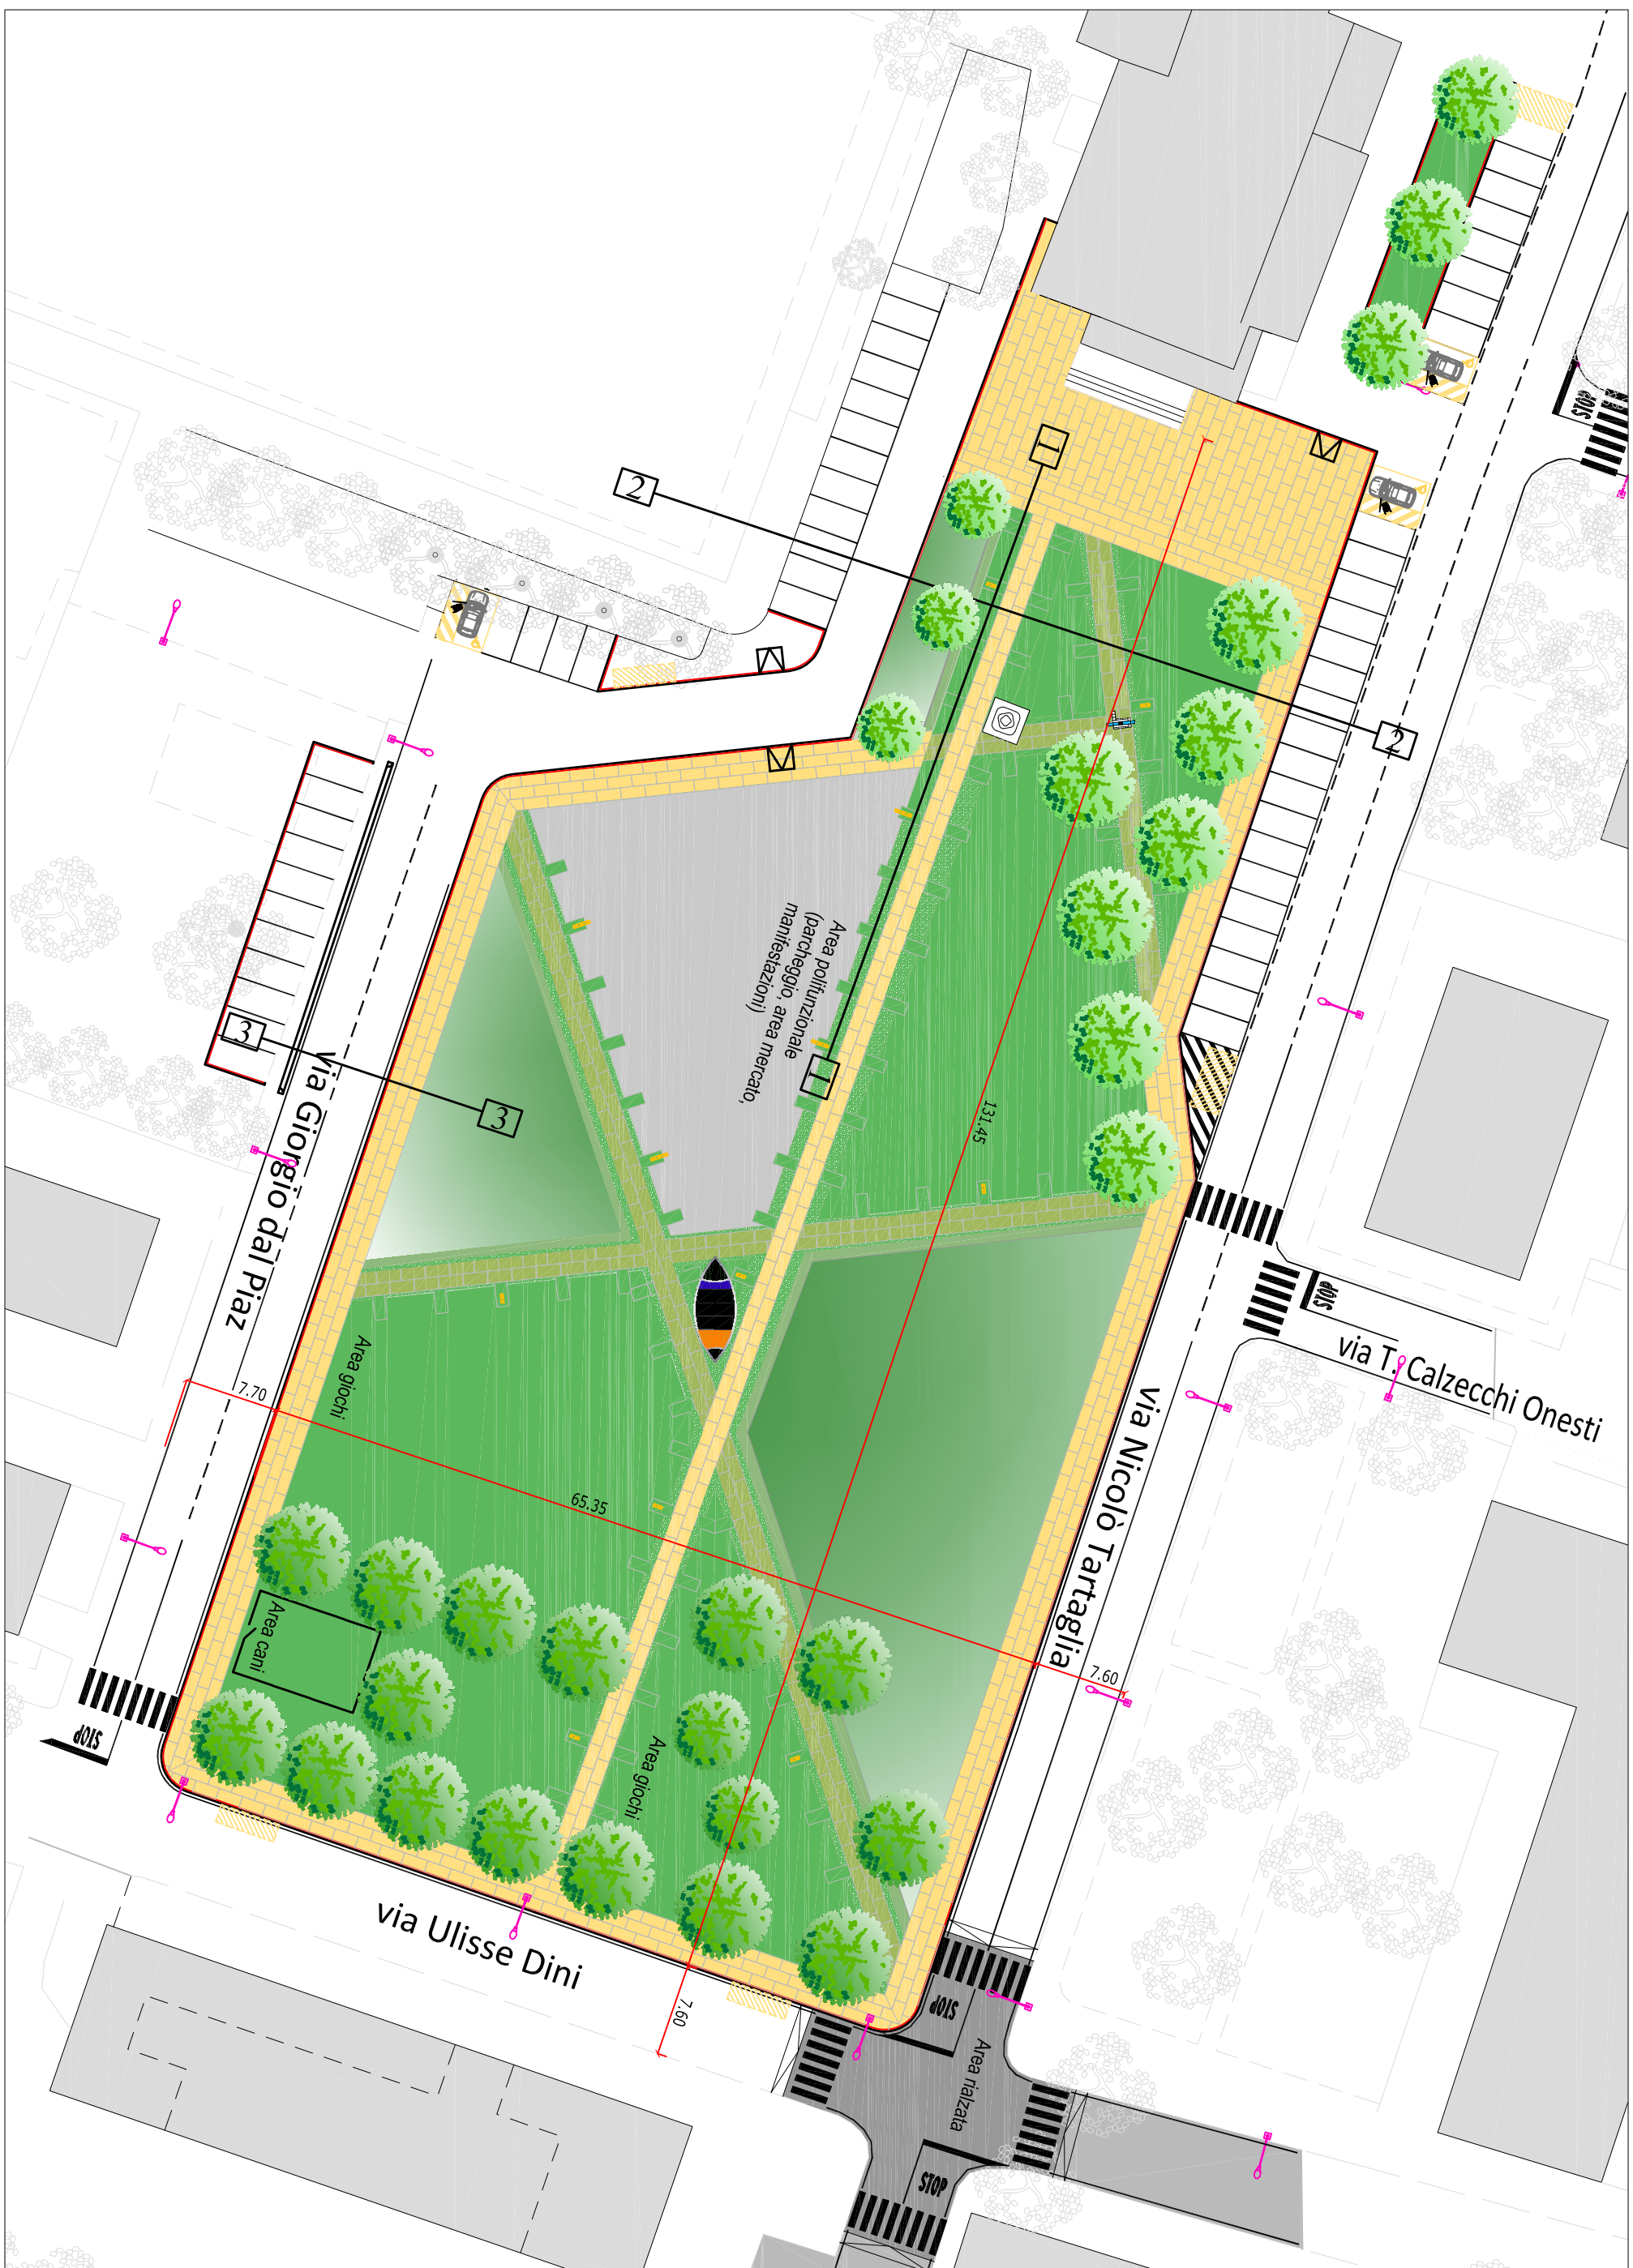 STOP
1
2
2
Area polifunzionale
(parcheggio, area mercato,
manifestazioni)
1
3
3
131.45
via Giorgio dal Piaz
STOP
via T. Calzecchi Onesti
Area giochi
7.70
via Nicolò Tartaglia
65.35
Area cani
7.60
STOP
Area giochi
via Ulisse Dini
7.60
STOP
Area rialzata
STOP